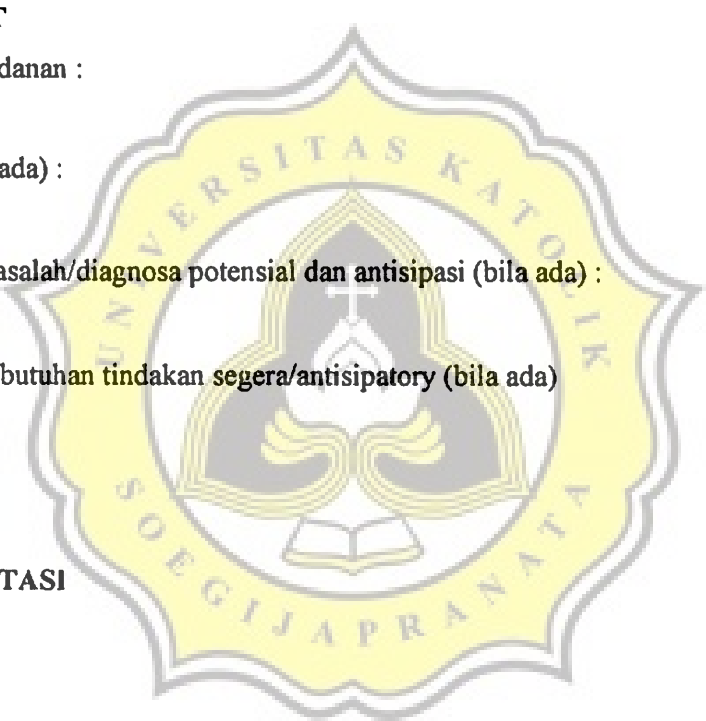 T
danan :
ada) :
asalah/diagnosa potensial dan antisipasi (bila ada) :
butuhan tindakan segera/antisipatory (bila ada)
TASI
UNIVERSITAS KATOLIK
SOEGIJAPRANATA